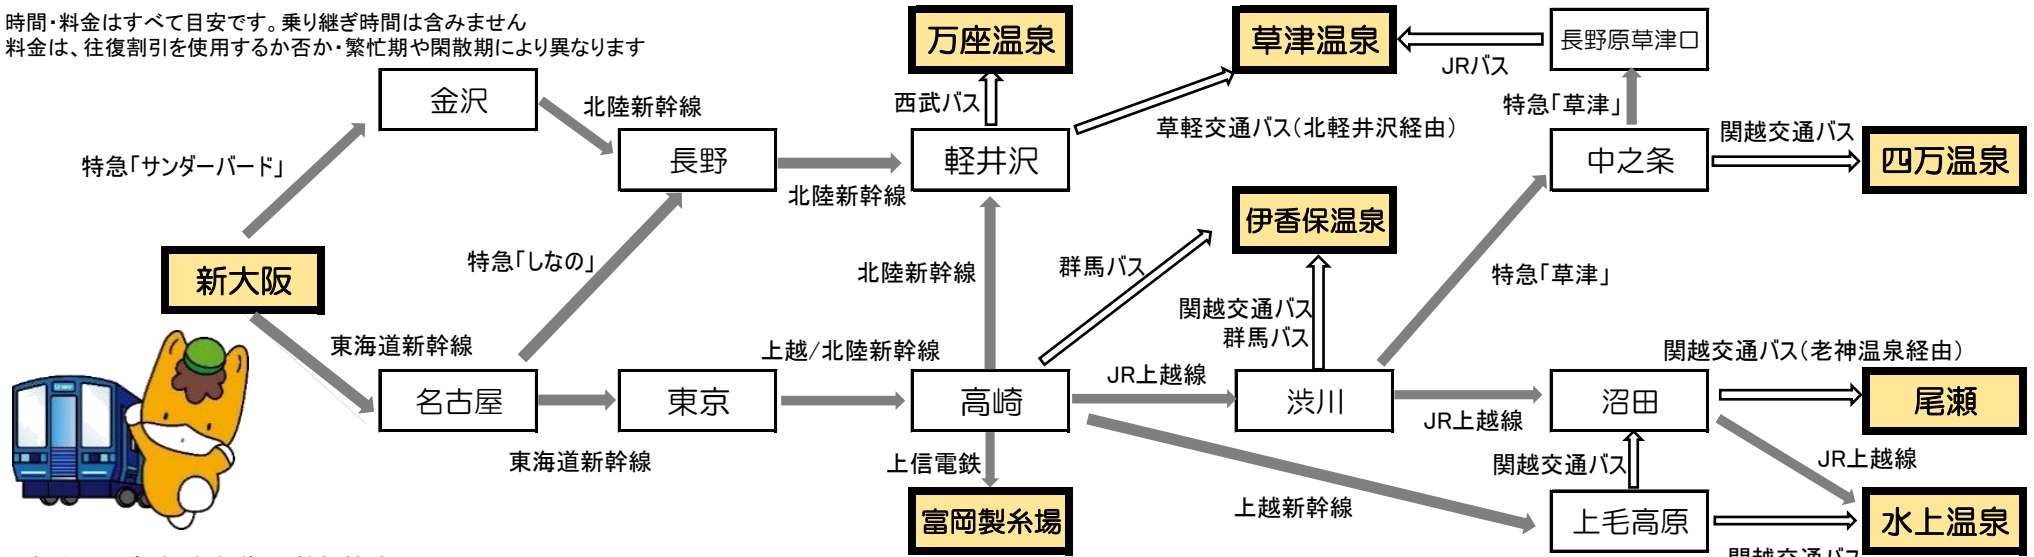 時間・料金はすべて目安です。乗り継ぎ時間は含みません
料金は、往復割引を使用するか否か・繁忙期や閑散期により異なります
万座温泉
草津温泉
長野原草津口
JRバス
金沢
北陸新幹線
西武バス
草軽交通バス（北軽井沢経由）
特急「草津」
関越交通バス
特急「サンダーバード」
長野
北陸新幹線
軽井沢
中之条
四万温泉
伊香保温泉
新大阪
特急「しなの」
北陸新幹線
群馬バス
関越交通バス
群馬バス
特急「草津」
東海道新幹線
上越/北陸新幹線
JR上越線
関越交通バス（老神温泉経由）
名古屋
東京
高崎
渋川
沼田
尾瀬
JR上越線
東海道新幹線
上信電鉄
関越交通バス
JR上越線
富岡製糸場
上越新幹線
上毛高原
水上温泉
関越交通バス